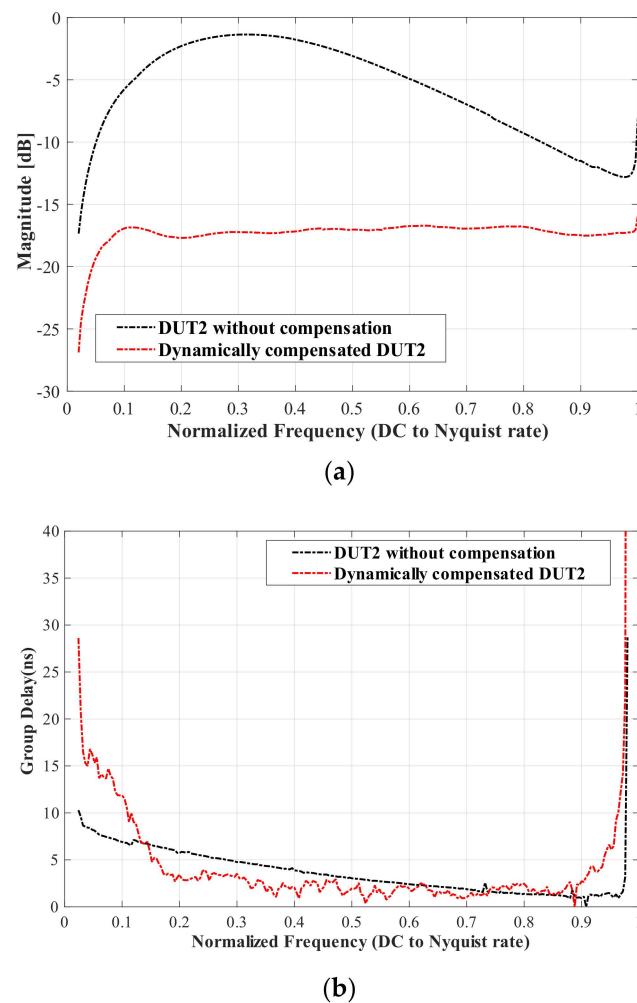 0
-5
-10
-15
-20
-25
-30
Magnitude [dB]
DUT2 without compensation
Dynamically compensated DUT2
0 0.1 0.2 0.3 0.4 0.5 0.6 0.7 0.8 0.9 1
Normalized Frequency (DC to Nyquist rate)
(a)
40
35
30
25
20
15
10
5
0
Group Delay(ns)
DUT2 without compensation
Dynamically compensated DUT2
0 0.1 0.2 0.3 0.4 0.5 0.6 0.7 0.8 0.9 1
Normalized Frequency (DC to Nyquist rate)
(b)